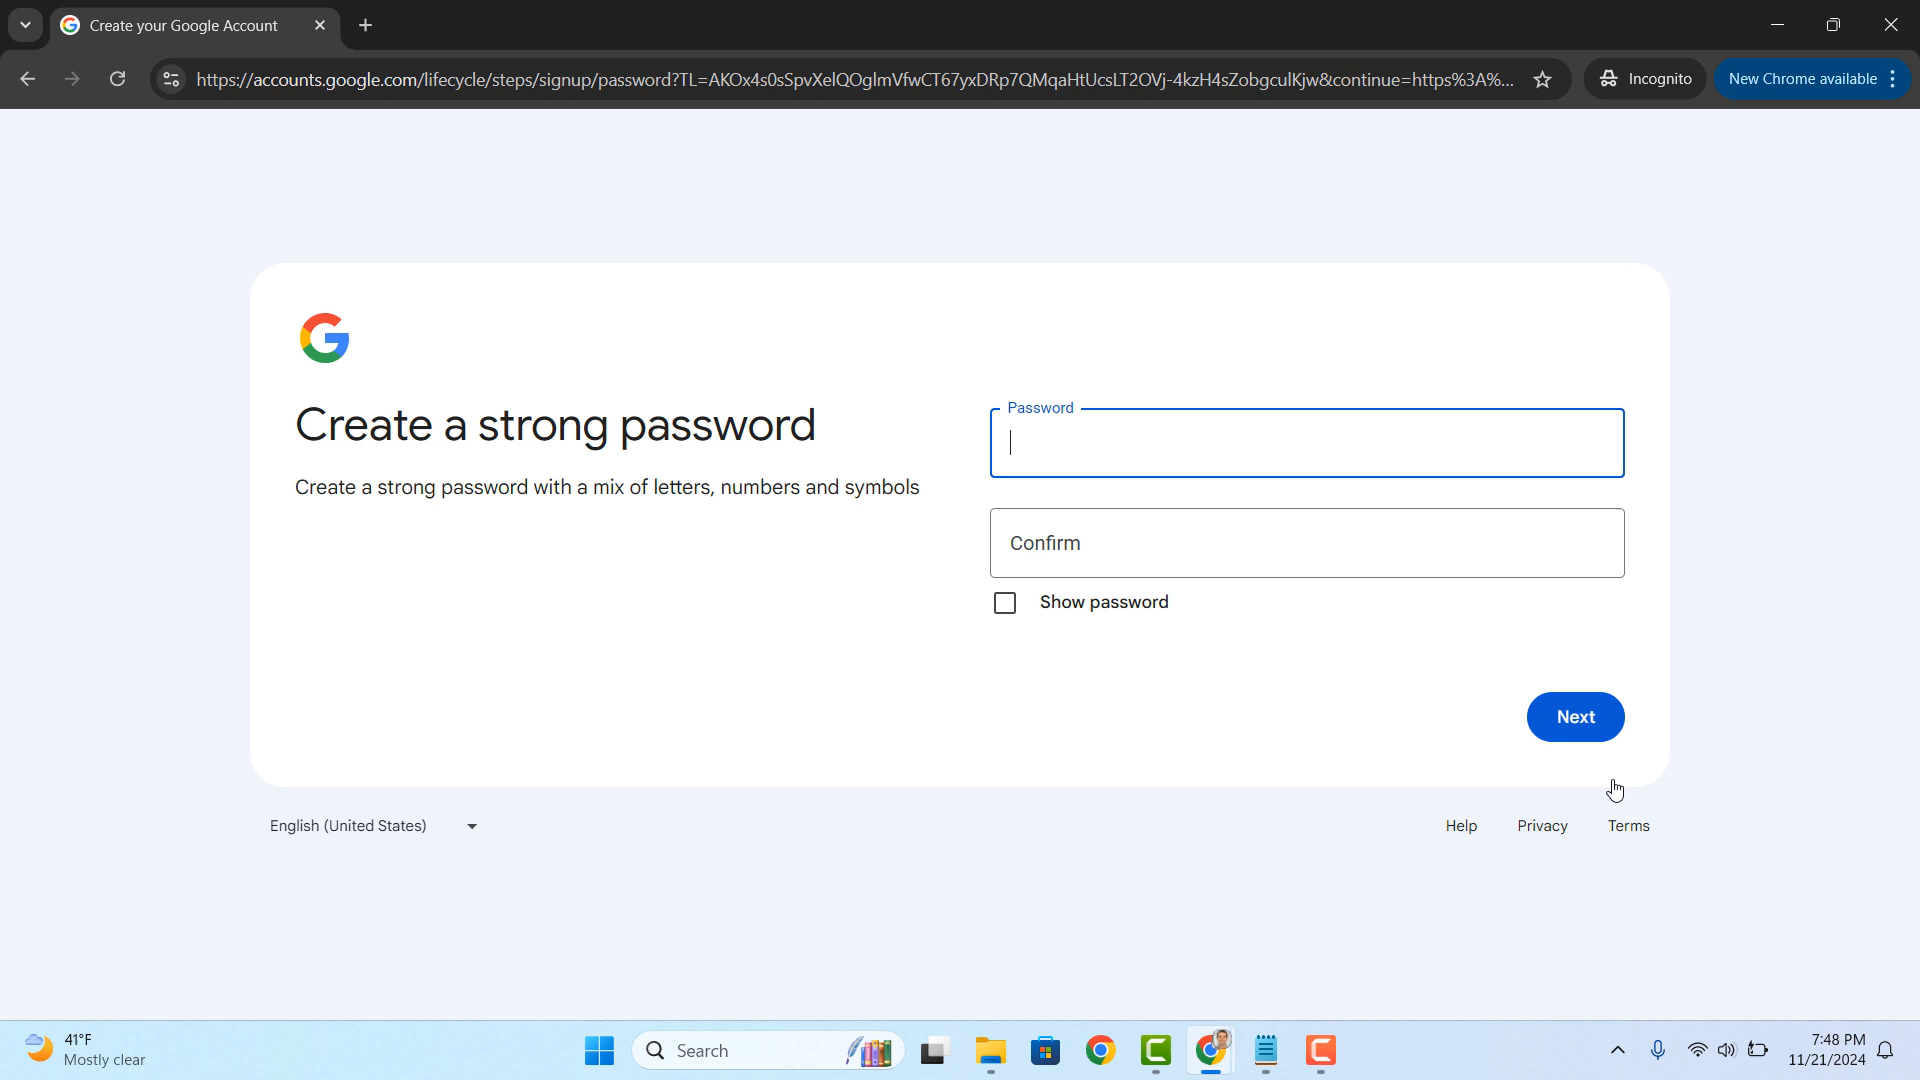 Create your Google Account
https://accounts.google.com/lifecycle/steps/signup/password?TL=AKOx4s0sSpvXelQOglmVfwCT67yxDRp7QMqaHtUcsLT2OVj-4kzH4sZobgculKjw&continue=https%3A%...
Incognito
New Chrome available
Create a strong password
Create a strong password with a mix of letters, numbers and symbols
Password
Confirm
Show password
Next
English (United States)
Help
Privacy
Terms
41°F
Mostly clear
Search
7:48 PM
11/21/2024